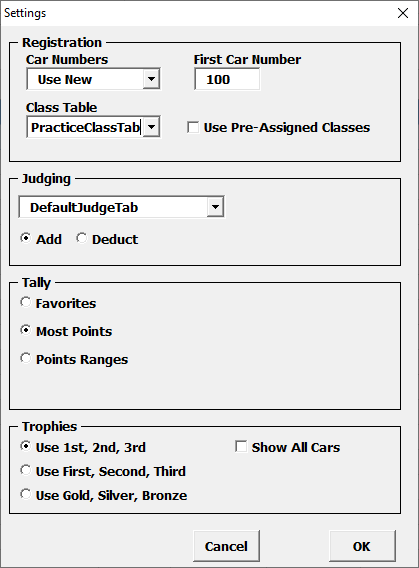 Settings
Registration
Car Numbers First Car Number
Use New 100
Class Table
PracticeClassTab Use Pre-Assigned Classes
Judging
DefaultJudgeTab
Add Deduct
Tally
Favorites
Most Points
Points Ranges
Trophies
Use 1st, 2nd, 3rd Show All Cars
Use First, Second, Third
Use Gold, Silver, Bronze
Cancel OK